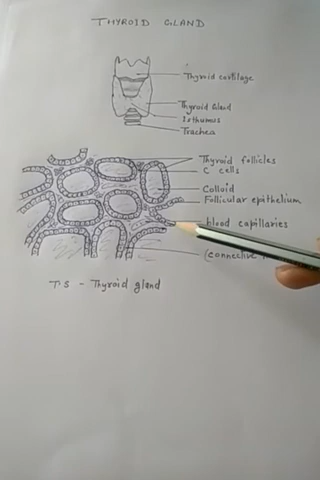 THYROID GLAND
Thyroid cartilage
Thyroid Gland
Isthumus
Trachea
Thyroid follicles
C cells
Colloid
Follicular epithelium
blood capillaries
(connective
T.S - Thyroid gland